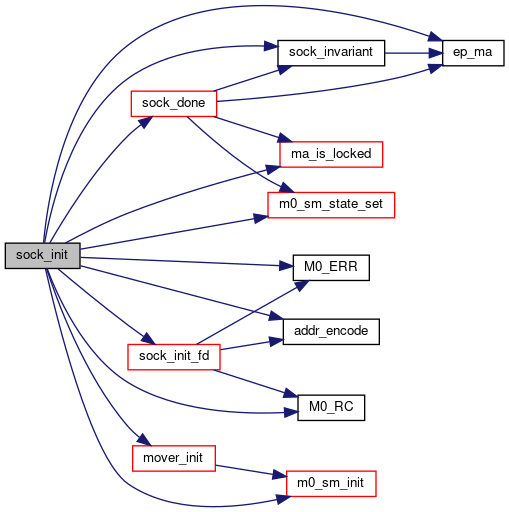 sock_invariant
ep_ma
sock_done
ma_is_locked
m0_sm_state_set
sock_init
M0_ERR
addr_encode
sock_init_fd
M0_RC
mover_init
m0_sm_init